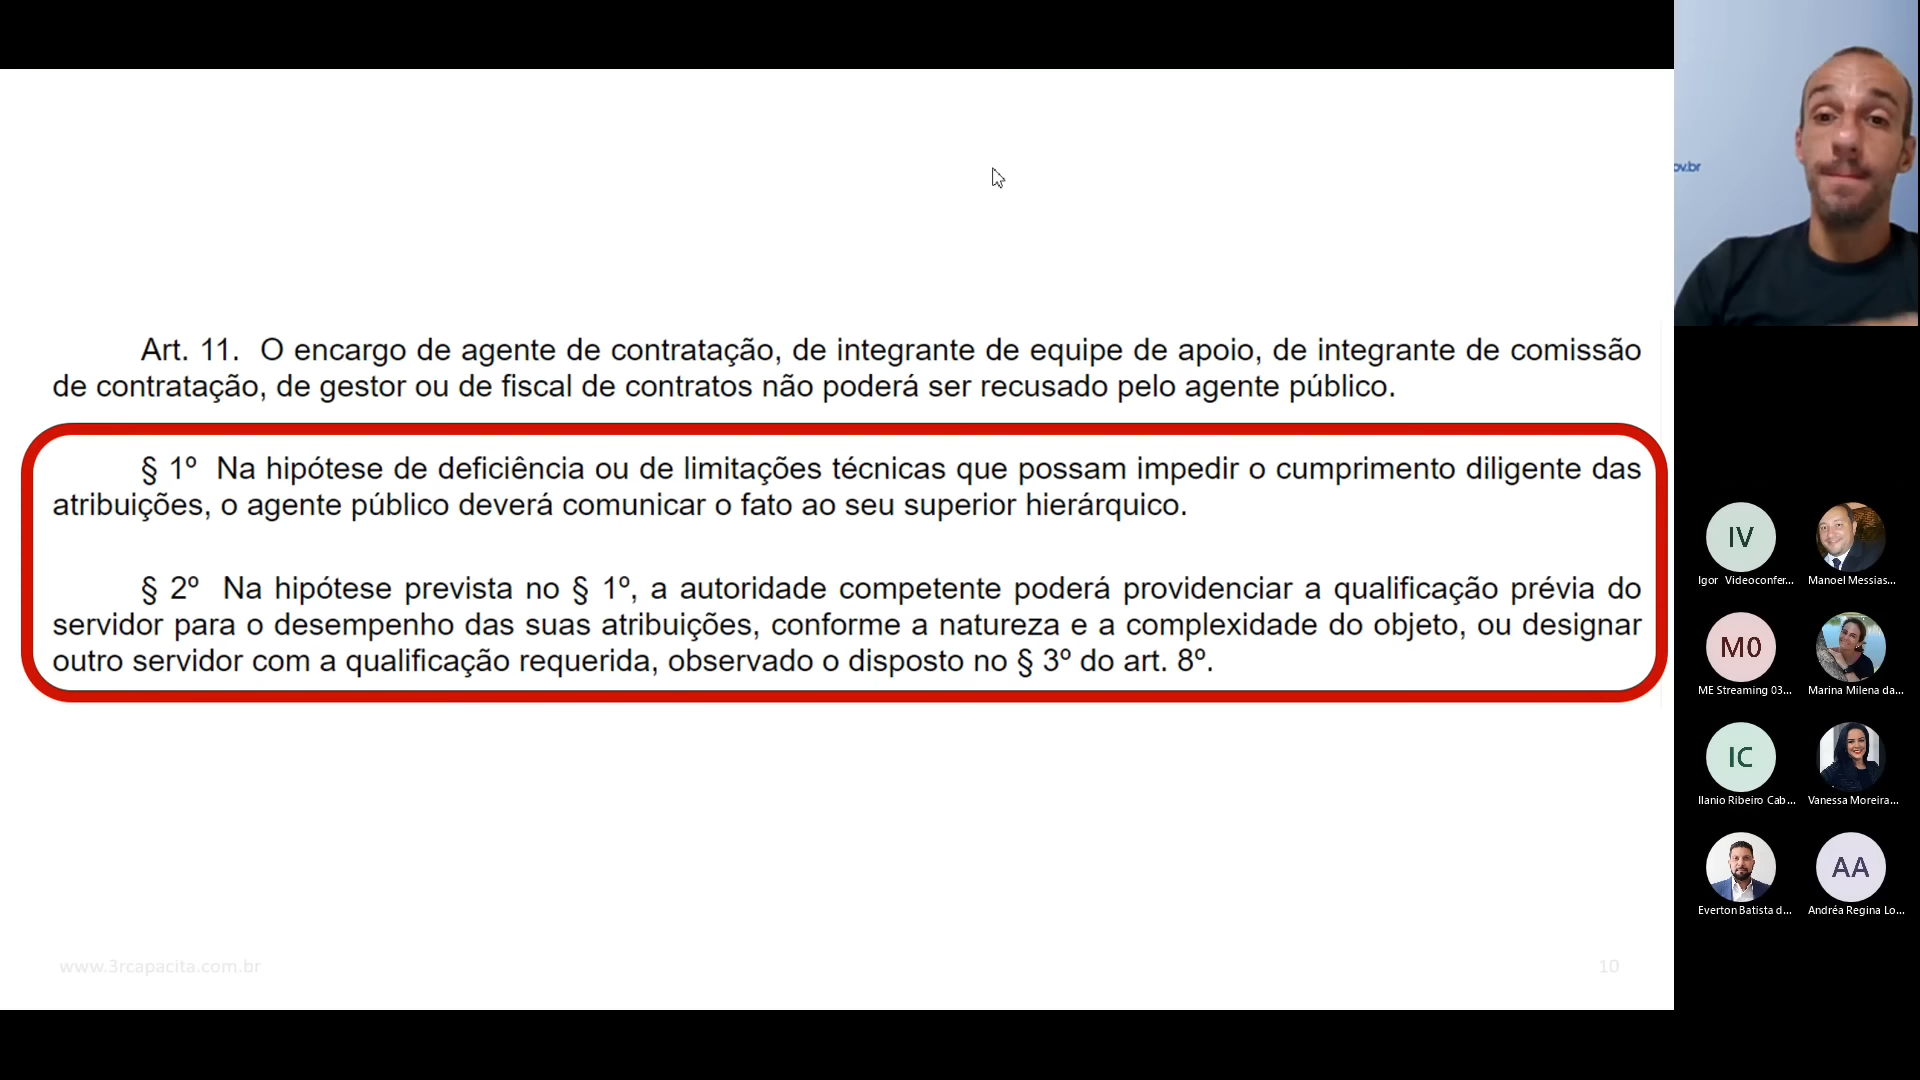 ov.br
Art. 11. O encargo de agente de contratação, de integrante de equipe de apoio, de integrante de comissão
de contratação, de gestor ou de fiscal de contratos não poderá ser recusado pelo agente público.
§ 1º Na hipótese de deficiência ou de limitações técnicas que possam impedir o cumprimento diligente das
atribuições, o agente público deverá comunicar o fato ao seu superior hierárquico.
§ 2º Na hipótese prevista no § 1º, a autoridade competente poderá providenciar a qualificação prévia do
servidor para o desempenho das suas atribuições, conforme a natureza e a complexidade do objeto, ou designar
outro servidor com a qualificação requerida, observado o disposto no § 3º do art. 8º.
www.3rcapacita.com.br
10
IV
Igor Videoconfer...
Manoel Messias...
M0
ME Streaming 03...
Marina Milena da...
IC
Ilanio Ribeiro Cab...
Vanessa Moreira...
Everton Batista d...
AA
Andréa Regina Lo...